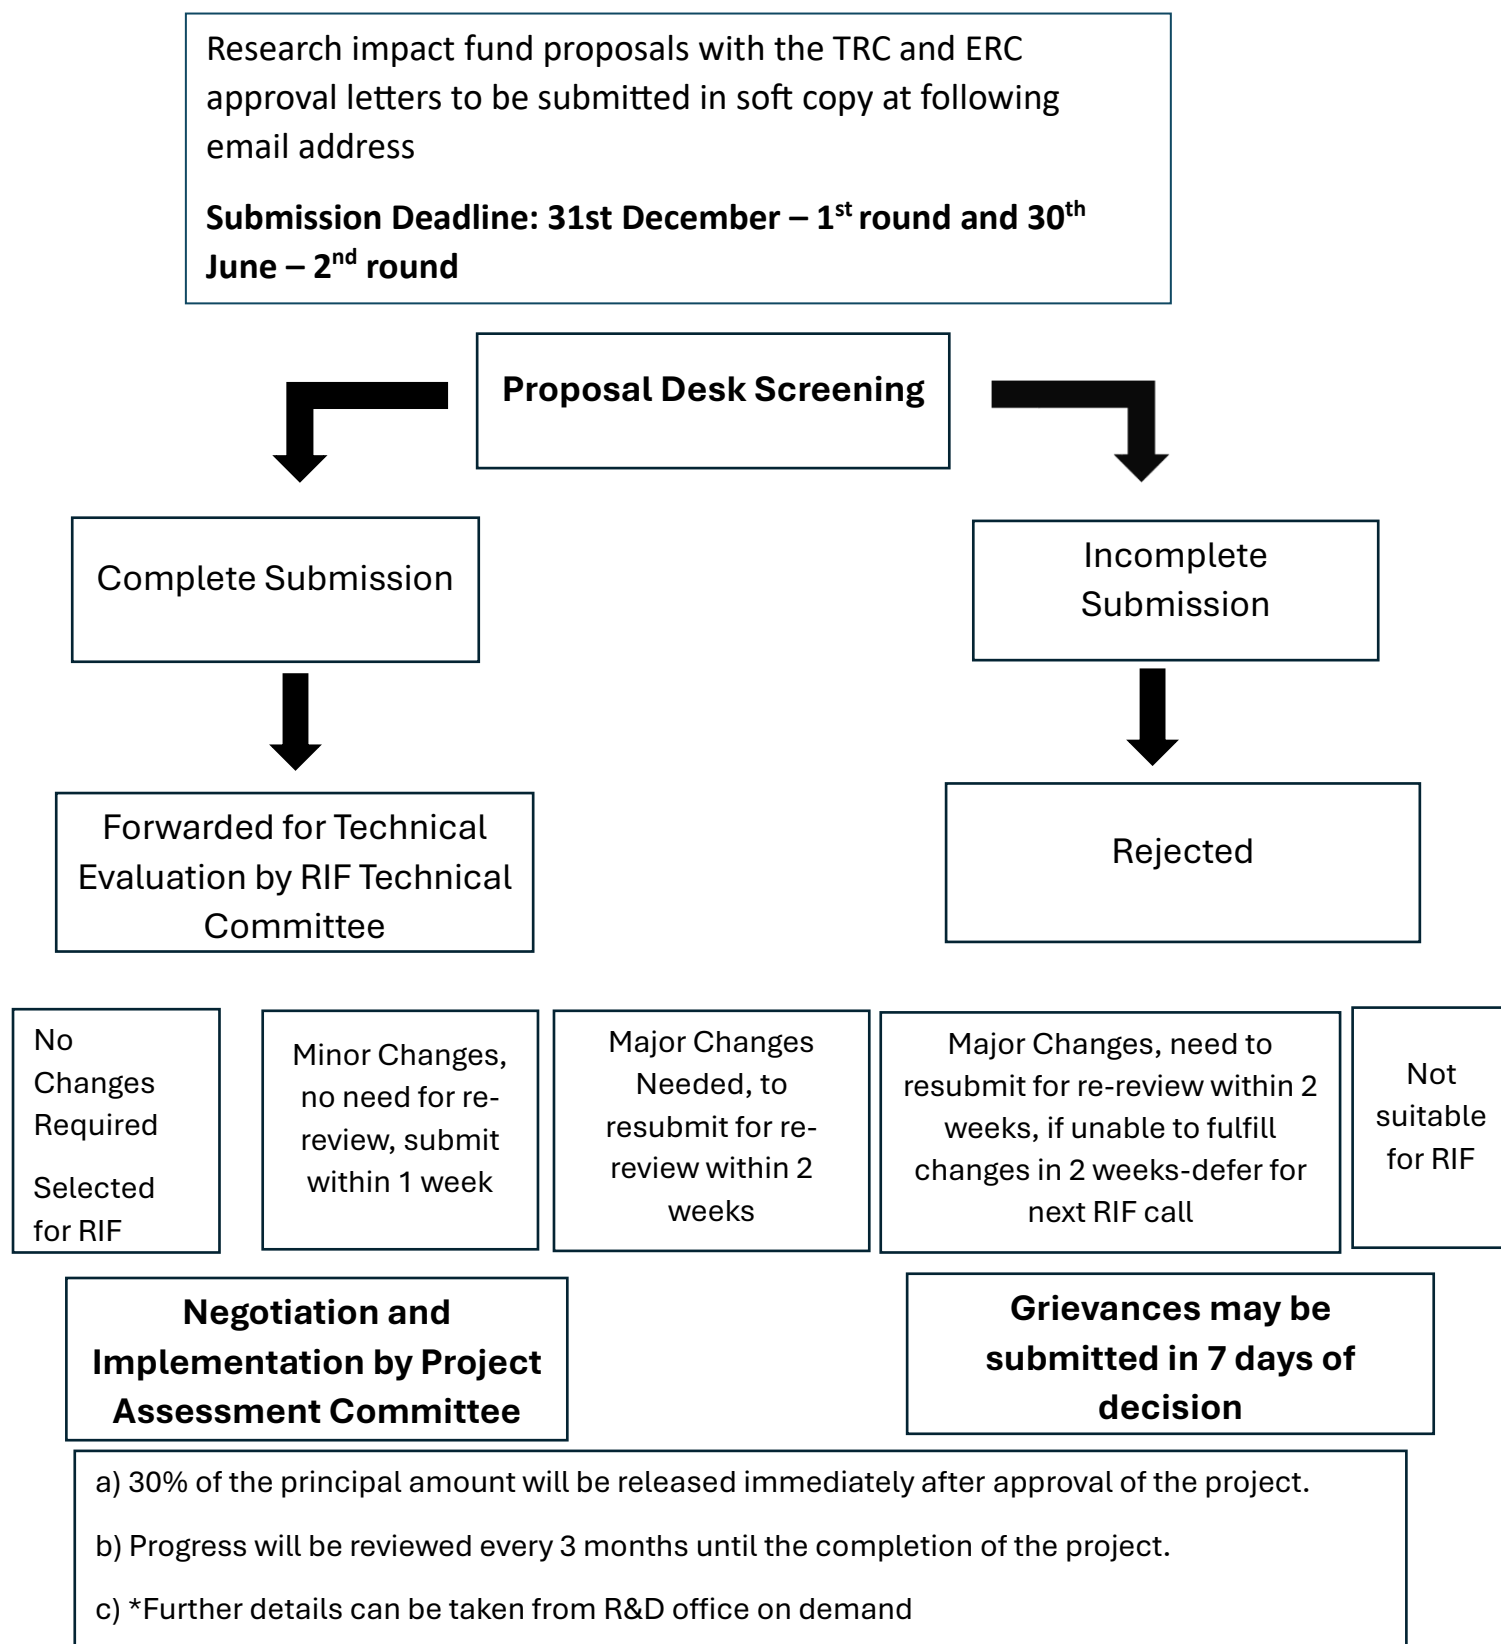 Research impact fund proposals with the TRC and ERC
approval letters to be submitted in soft copy at following
email address
Submission Deadline: 31st December – 1st round and 30th
June – 2nd round
Proposal Desk Screening
Complete Submission
Incomplete
Submission
Forwarded for Technical
Evaluation by RIF Technical
Committee
Rejected
No
Changes
Required
Selected
for RIF
Minor Changes,
no need for re-
review, submit
within 1 week
Major Changes
Needed, to
resubmit for re-
review within 2
weeks
Major Changes, need to
resubmit for re-review within 2
weeks, if unable to fulfill
changes in 2 weeks-defer for
next RIF call
Not
suitable
for RIF
Negotiation and
Implementation by Project
Assessment Committee
Grievances may be
submitted in 7 days of
decision
a) 30% of the principal amount will be released immediately after approval of the project.
b) Progress will be reviewed every 3 months until the completion of the project.
c) *Further details can be taken from R&D office on demand